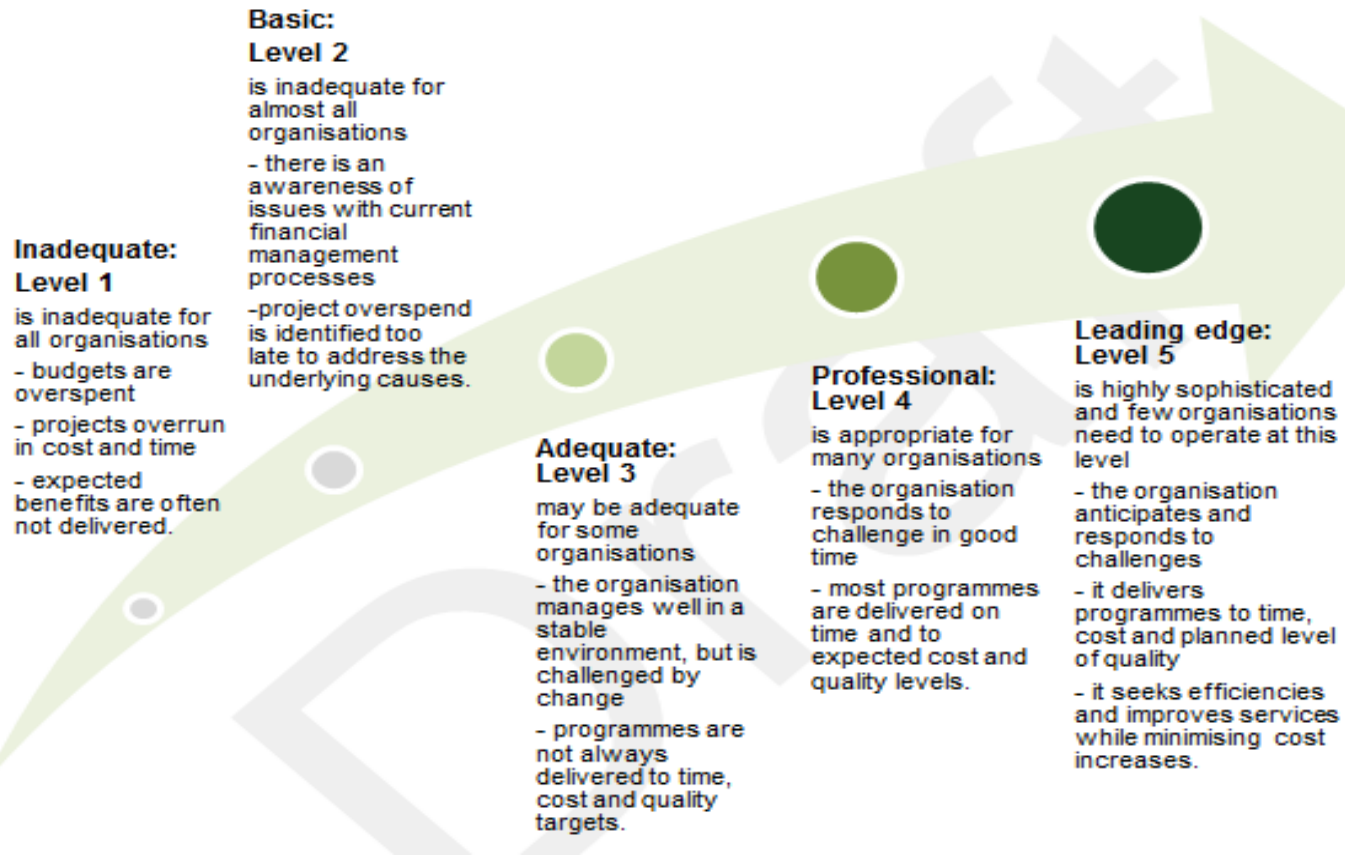 Inadequate:
Level 1
is inadequate for
all organisations
- budgets are
overspent
- projects overrun
in cost and time
- expected
benefits are often
not delivered.
Basic:
Level 2
is inadequate for
almost all
organisations
- there is an
awareness of
issues with current
financial
management
processes
-project overspend
is identified too
late to address the
underlying causes.
Adequate:
Level 3
may be adequate
for some
organisations
- the organisation
manages well in a
stable
environment, but is
challenged by
change
- programmes are
not always
delivered to time,
cost and quality
targets.
Professional:
Level 4
is appropriate for
many organisations
- the organisation
responds to
challenge in good
time
- most programmes
are delivered on
time and to
expected cost and
quality levels.
Leading edge:
Level 5
is highly sophisticated
and few organisations
need to operate at this
level
- the organisation
anticipates and
responds to
challenges
- it delivers
programmes to time,
cost and planned level
of quality
- it seeks efficiencies
and improves services
while minimising cost
increases.
Draft